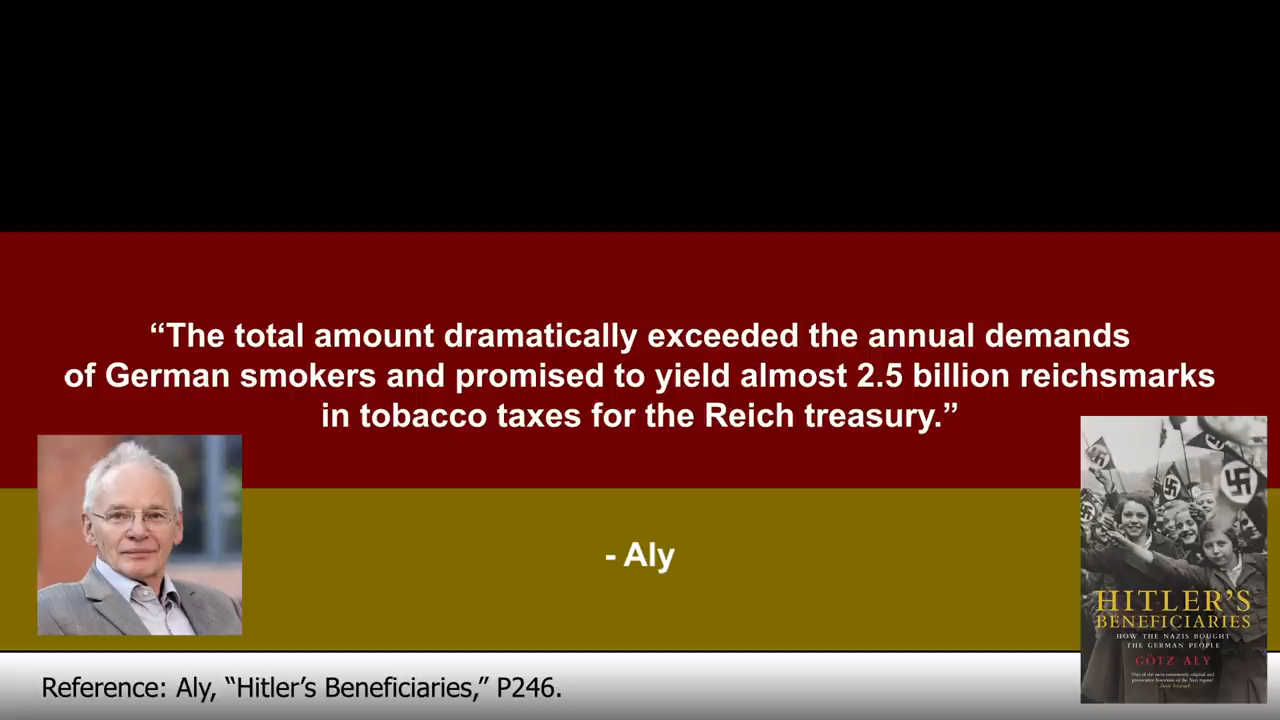 “The total amount dramatically exceeded the annual demands
of German smokers and promised to yield almost 2.5 billion reichsmarks
in tobacco taxes for the Reich treasury.”
- Aly
HITLER’S
BENEFICIARIES
HOW THE NAZIS BOUGHT
THE GERMAN PEOPLE
GÖTZ ALY
Reference: Aly, “Hitler’s Beneficiaries,” P246.